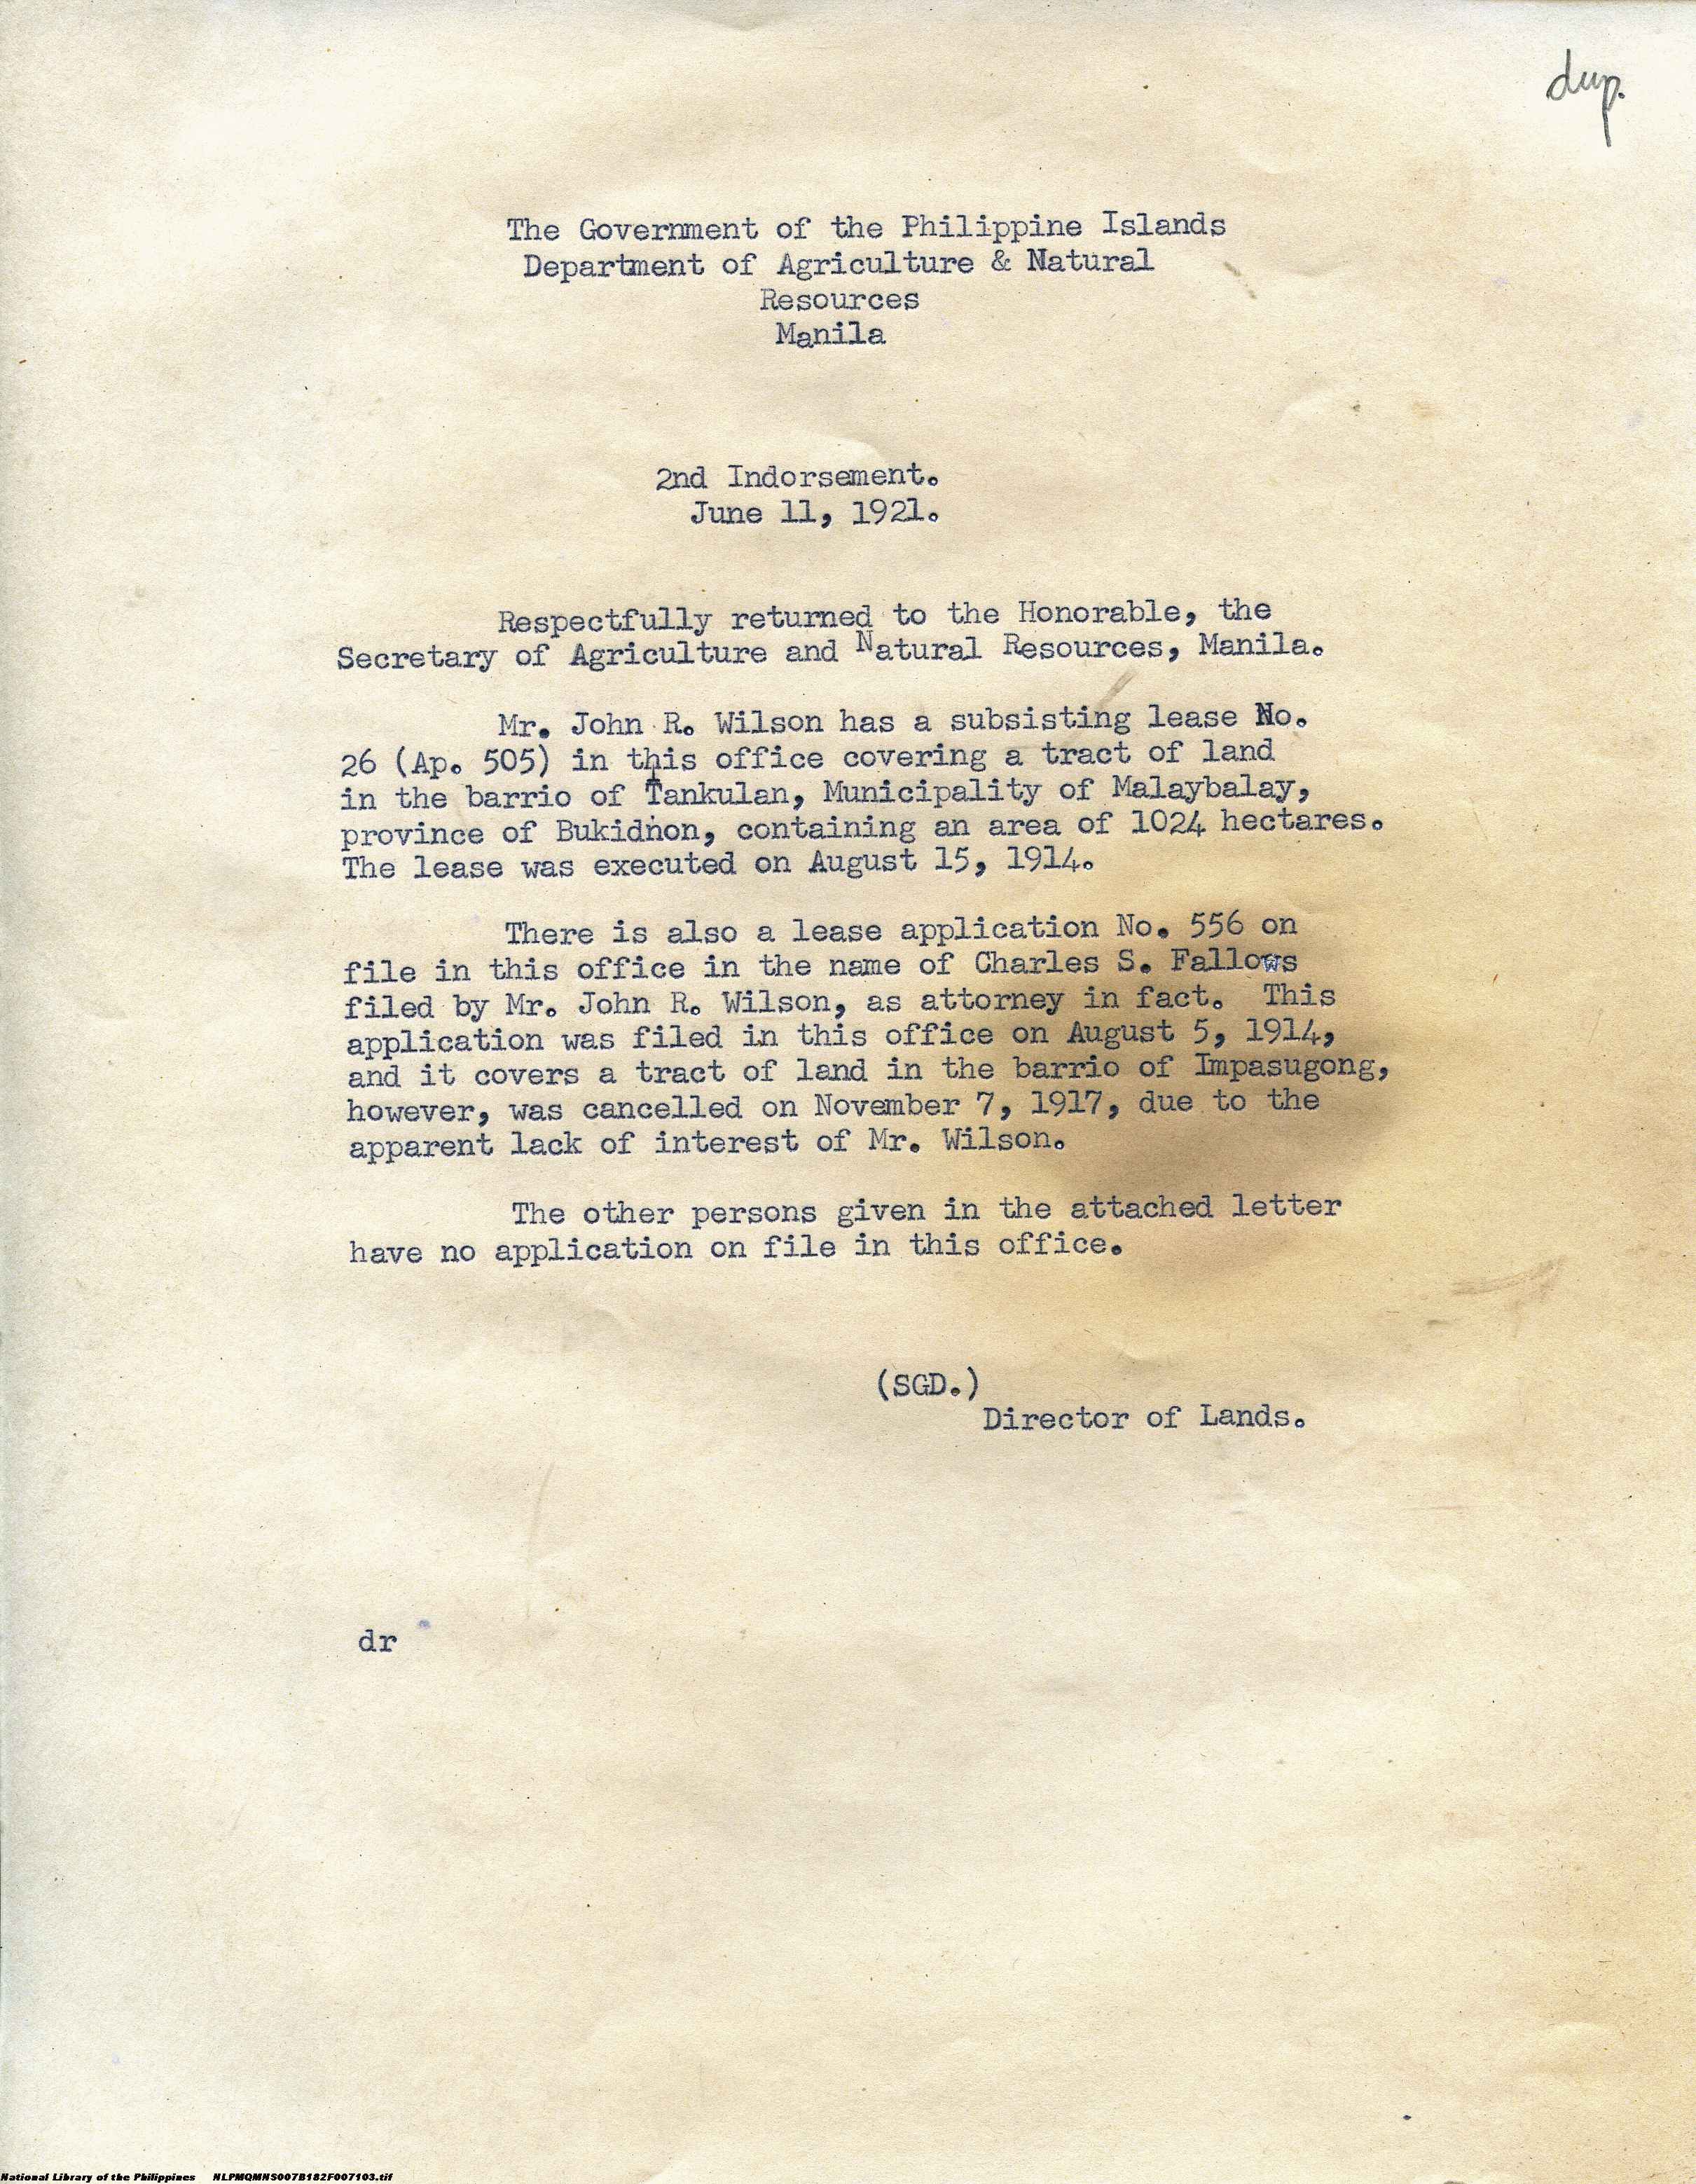 dup.
The Government of the Philippine Islands
Department of Agriculture & Natural
Resources
Manila
2nd Indorsement.
June 11, 1921.
Respectfully returned to the Honorable, the
Secretary of Agriculture and Natural Resources, Manila.
Mr. John R. Wilson has a subsisting lease No.
26 (Ap. 505) in this office covering a tract of land
in the barrio of Tankulan, Municipality of Malaybalay,
province of Bukidnon, containing an area of 1024 hectares.
The lease was executed on August 15, 1914.
There is also a lease application No. 556 on
file in this office in the name of Charles S. Fallows
filed by Mr. John R. Wilson, as attorney in fact. This
application was filed in this office on August 5, 1914,
and it covers a tract of land in the barrio of Impasugong,
however, was cancelled on November 7, 1917, due to the
apparent lack of interest of Mr. Wilson.
The other persons given in the attached letter
have no application on file in this office.
(SGD.)
Director of Lands.
dr
National Library of the Philippines NLPMQMNS007B182F007103.tif